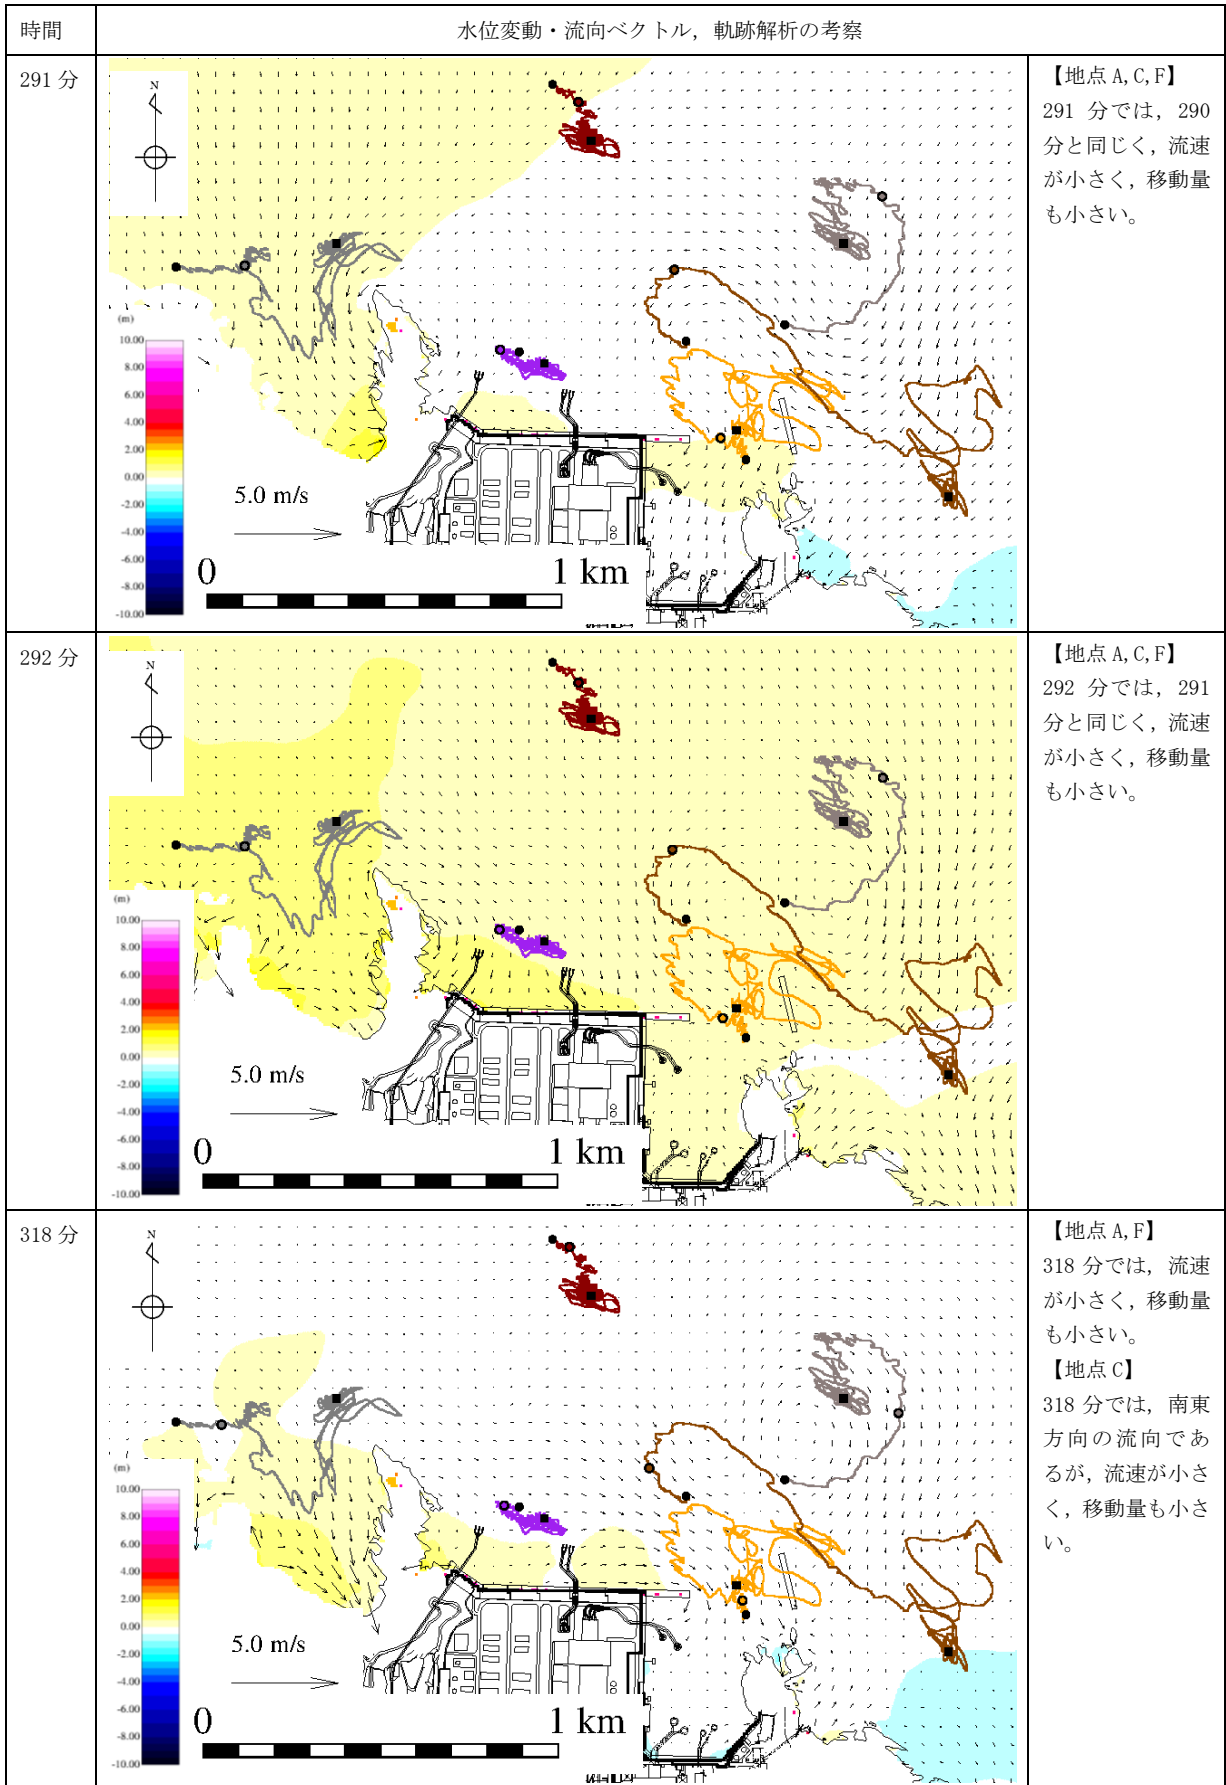 時間
水位変動・流向ベクトル，軌跡解析の考察
291 分
N
(m)
10.00
8.00
6.00
4.00
2.00
0.00
-2.00
-4.00
-6.00
-8.00
-10.00
5.0 m/s
0
1 km
【地点 A,C,F】
291 分では，290
分と同じく，流速
が小さく，移動量
も小さい。
292 分
N
(m)
10.00
8.00
6.00
4.00
2.00
0.00
-2.00
-4.00
-6.00
-8.00
-10.00
5.0 m/s
0
1 km
【地点 A,C,F】
292 分では，291
分と同じく，流速
が小さく，移動量
も小さい。
318 分
N
(m)
10.00
8.00
6.00
4.00
2.00
0.00
-2.00
-4.00
-6.00
-8.00
-10.00
5.0 m/s
0
1 km
【地点 A,F】
318 分では，流速
が小さく，移動量
も小さい。
【地点 C】
318 分では，南東
方向の流向であ
るが，流速が小さ
く，移動量も小さ
い。